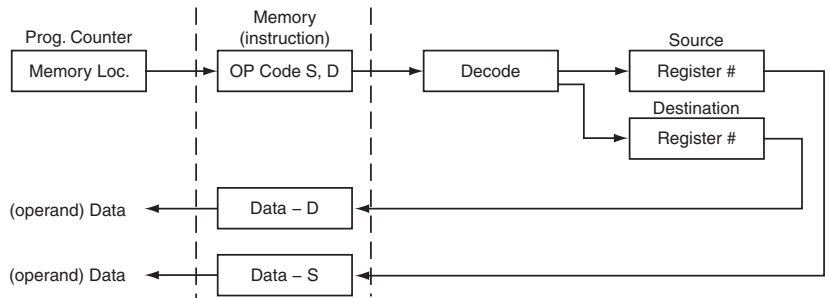 Memory
(instruction)
Prog. Counter
Source
Memory Loc.
OP Code S, D
Decode
Register #
Destination
Register #
(operand) Data
Data – D
(operand) Data
Data – S